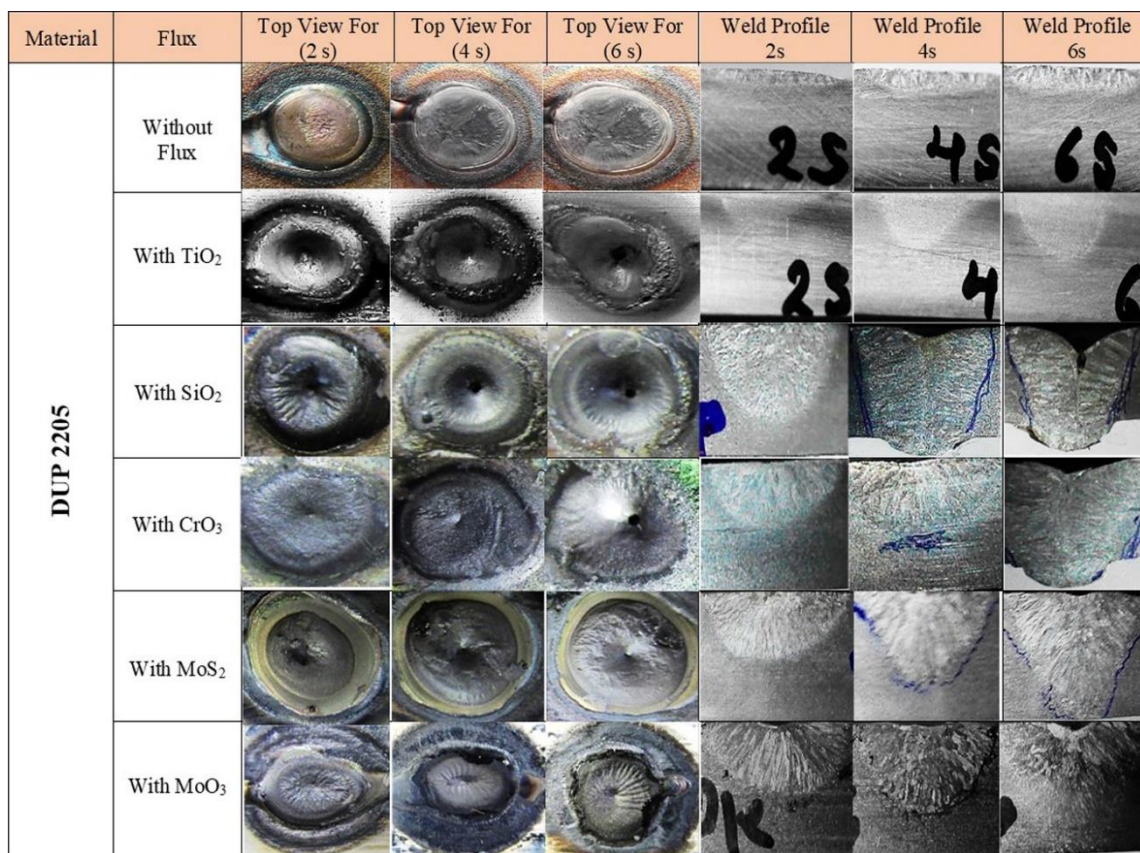 Material Flux Top View For (2 s) Top View For (4 s) Top View For (6 s) Weld Profile 2s Weld Profile 4s Weld Profile 6s
DUP 2205
Without Flux
2S 4S 6S
With TiO₂
2S 4
With SiO₂
With CrO₃
With MoS₂
With MoO₃